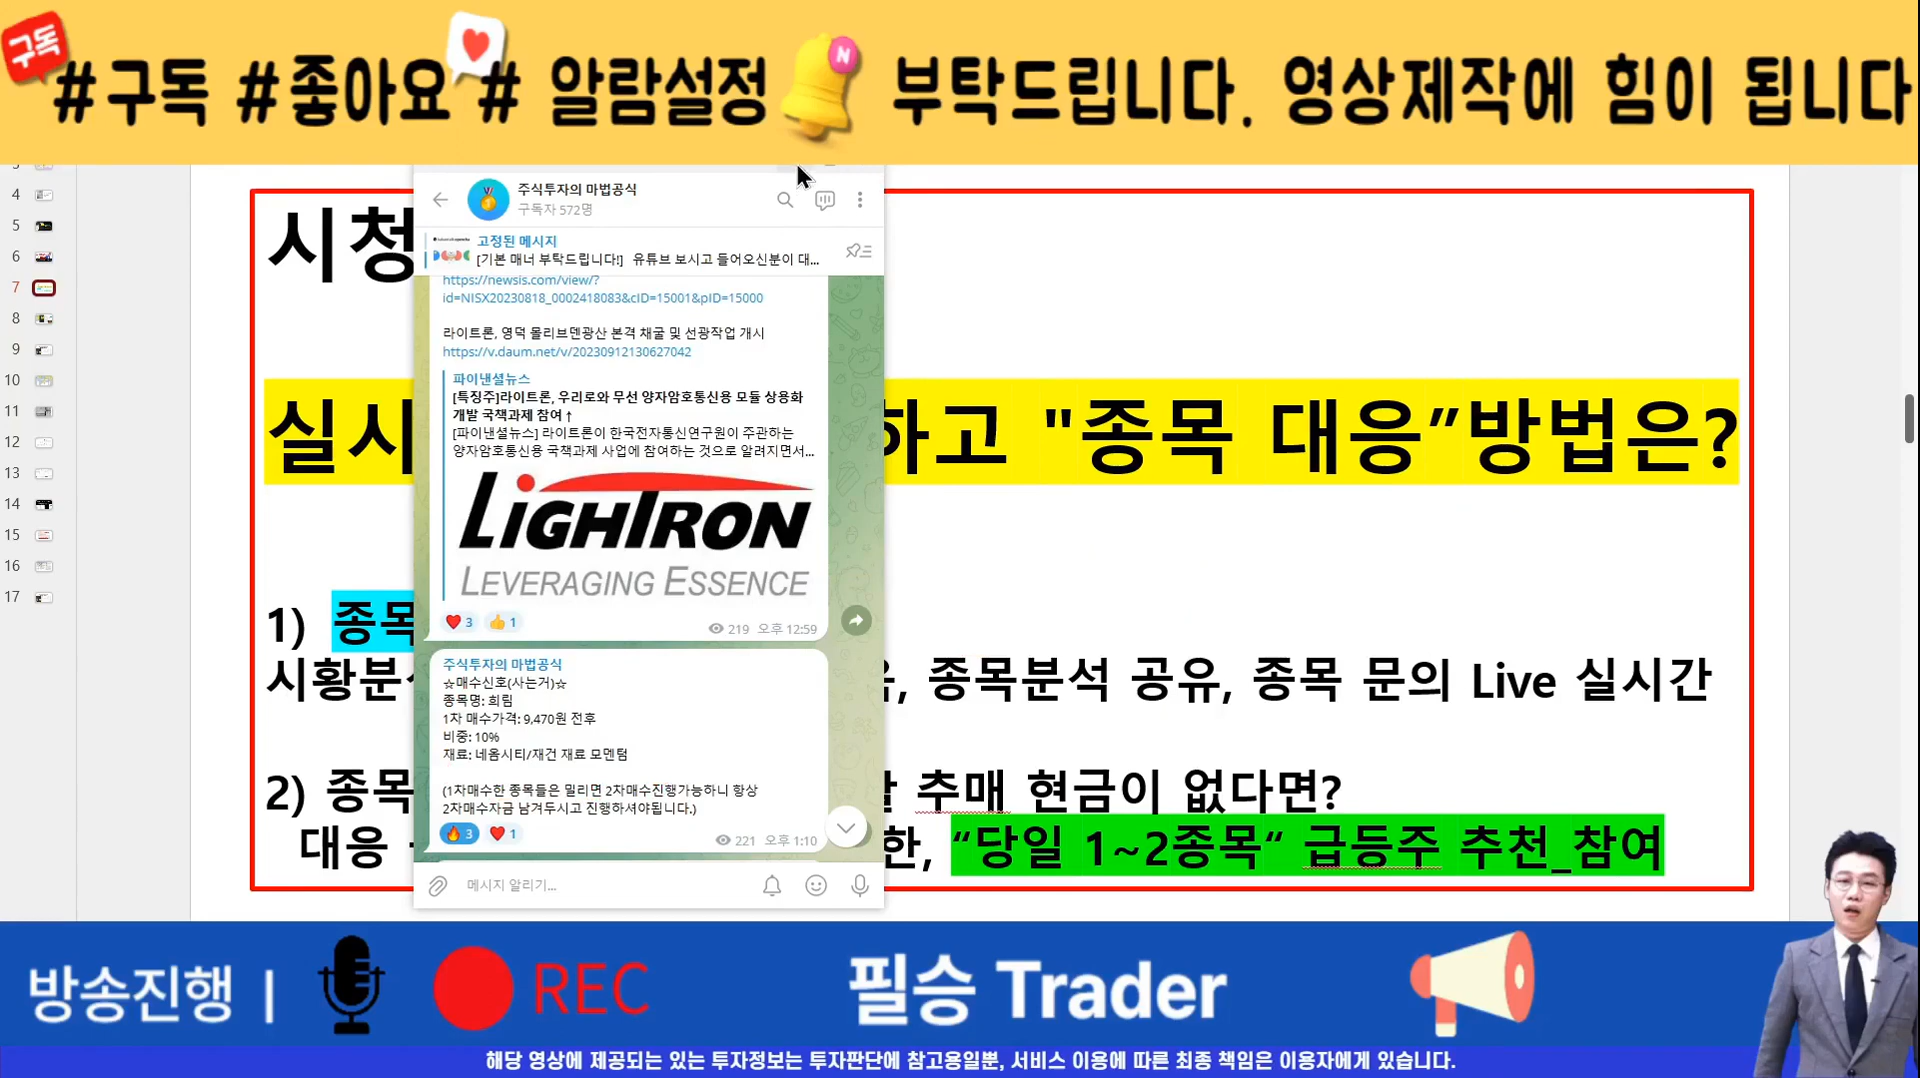 구독
#구독 #좋아요 # 알람설정 N 부탁드립니다. 영상제작에 힘이 됩니다
4
5
6
7
8
9
10
11
12
13
14
15
16
17
시청
실시
하고 "종목 대응”방법은?
1) 종목
시황분
, 종목분석 공유, 종목 문의 Live 실시간
2) 종목
추매 현금이 없다면?
대응
한, “당일 1~2종목“ 급등주 추천_참여
주식투자의 마법공식
구독자 572명
고정된 메시지
[기본 매너 부탁드립니다!] 유튜브 보시고 들어오신분이 대...
https://newsis.com/view/?
id=NISX20230818_0002418083&cID=15001&pID=15000
라이트론, 영덕 몰리브덴광산 본격 채굴 및 선광작업 개시
https://v.daum.net/v/20230912130627042
파이낸셜뉴스
[특징주]라이트론, 우리로와 무선 양자암호통신용 모듈 상용화
개발 국책과제 참여↑
[파이낸셜뉴스] 라이트론이 한국전자통신연구원이 주관하는
양자암호통신용 국책과제 사업에 참여하는 것으로 알려지면서...
LIGHTRON
LEVERAGING ESSENCE
3 1
219 오후 12:59
주식투자의 마법공식
☆매수신호(사는거)☆
종목명: 희림
1차 매수가격: 9,470원 전후
비중: 10%
재료: 네옴시티/재건 재료 모멘텀
(1차매수한 종목들은 밀리면 2차매수진행가능하니 항상
2차매수자금 남겨두시고 진행하셔야됩니다.)
3 1
221 오후 1:10
메시지 알리기...
방송진행 | REC 필승 Trader
해당 영상에 제공되는 있는 투자정보는 투자판단에 참고용일뿐, 서비스 이용에 따른 최종 책임은 이용자에게 있습니다.